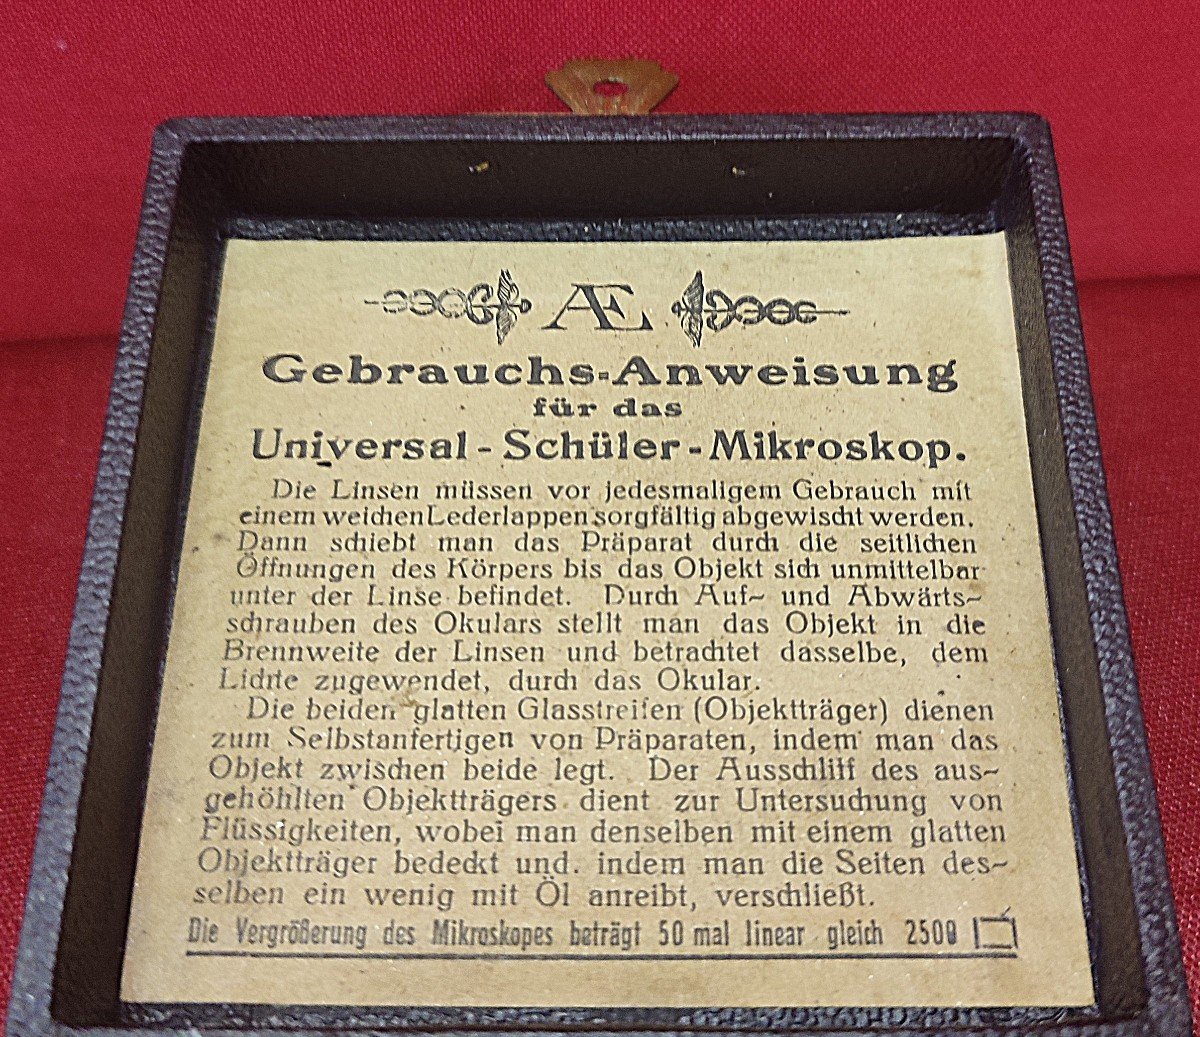 Æ
Gebrauchs-Anweisung
für das
Universal-Schüler-Mikroskop.
Die Linsen müssen vor jedesmaligem Gebrauch mit
einem weichen Lederlappen sorgfältig abgewischt werden.
Dann schiebt man das Präparat durch die seitlichen
Öffnungen des Körpers bis das Objekt sich unmittelbar
unter der Linse befindet. Durch Auf- und Abwärts-
schrauben des Okulars stellt man das Objekt in die
Brennweite der Linsen und betrachtet dasselbe, dem
Lichte zugewendet, durch das Okular.
Die beiden glatten Glasstreifen (Objektträger) dienen
zum Selbstanfertigen von Präparaten, indem man das
Objekt zwischen beide legt. Der Ausschliff des aus-
gehöhlten Objektträgers dient zur Untersuchung von
Flüssigkeiten, wobei man denselben mit einem glatten
Objektträger bedeckt und indem man die Seiten des-
selben ein wenig mit Öl anreibt, verschließt.
Die Vergrößerung des Mikroskopes beträgt 50 mal linear gleich 2500 □